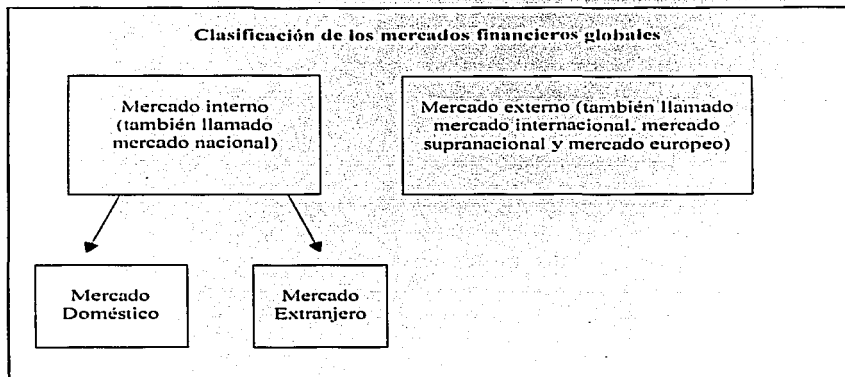 Clasificación de los mercados financieros globales
Mercado interno
(también llamado
mercado nacional)
Mercado externo (también llamado
mercado internacional. mercado
supranacional y mercado europeo)
Mercado
Doméstico
Mercado
Extranjero